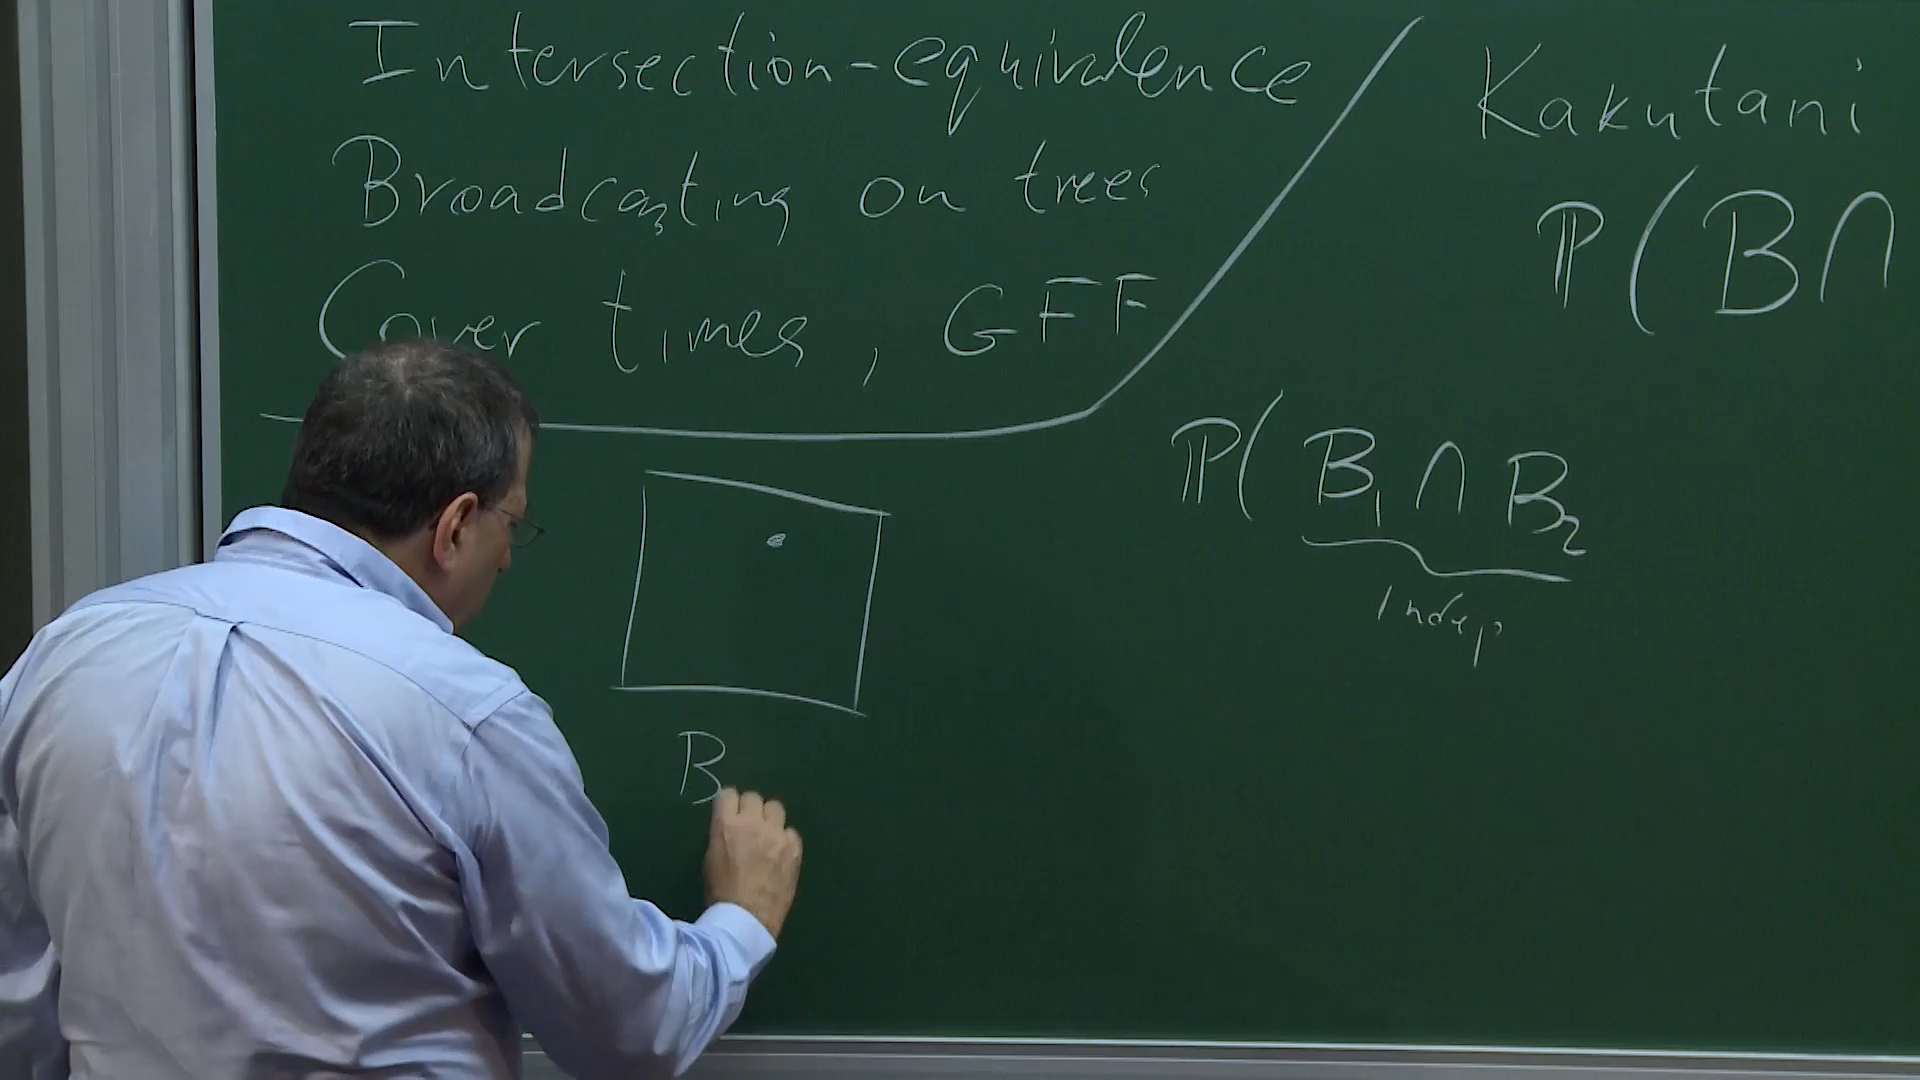 Intersection-equivalence
Broadcasting on trees
Cover times, GFF
Kakutani
ℙ(B∩
ℙ(B₁∩B₂
indep
B